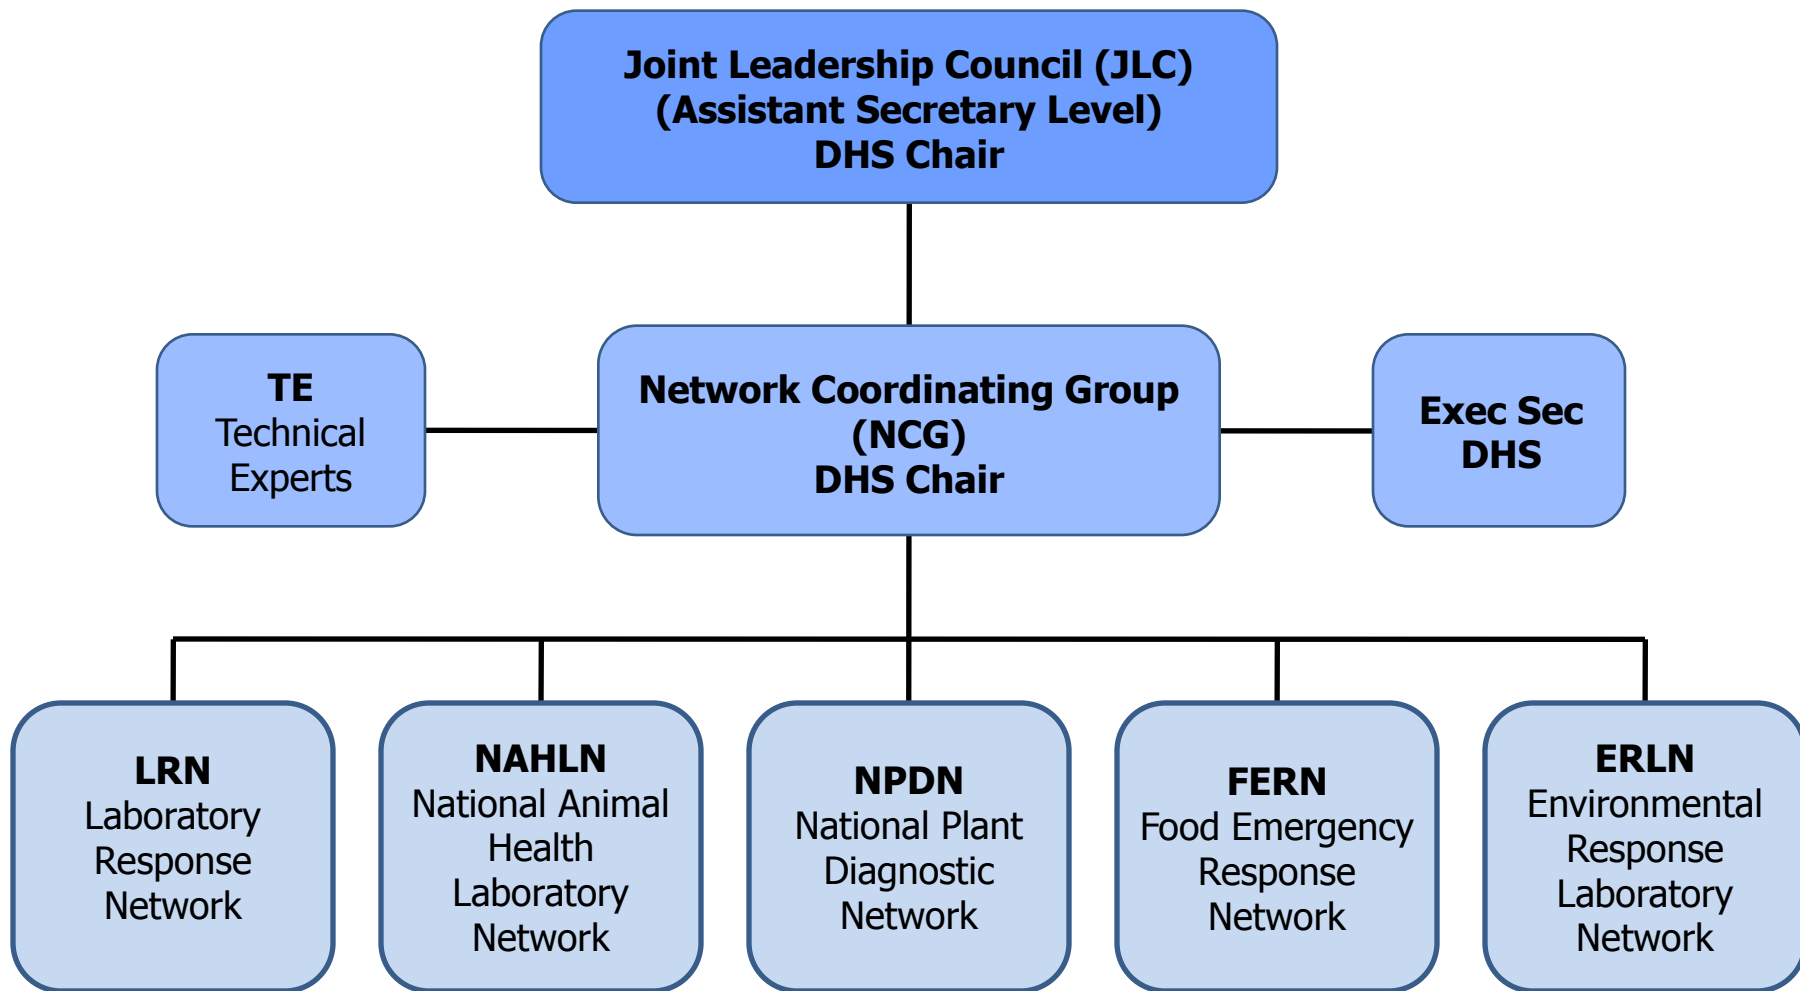 Joint Leadership Council (JLC)
(Assistant Secretary Level)
DHS Chair
TE
Technical
Experts
Network Coordinating Group
(NCG)
DHS Chair
Exec Sec
DHS
LRN
Laboratory
Response
Network
NAHLN
National Animal
Health
Laboratory
Network
NPDN
National Plant
Diagnostic
Network
FERN
Food Emergency
Response
Network
ERLN
Environmental
Response
Laboratory
Network